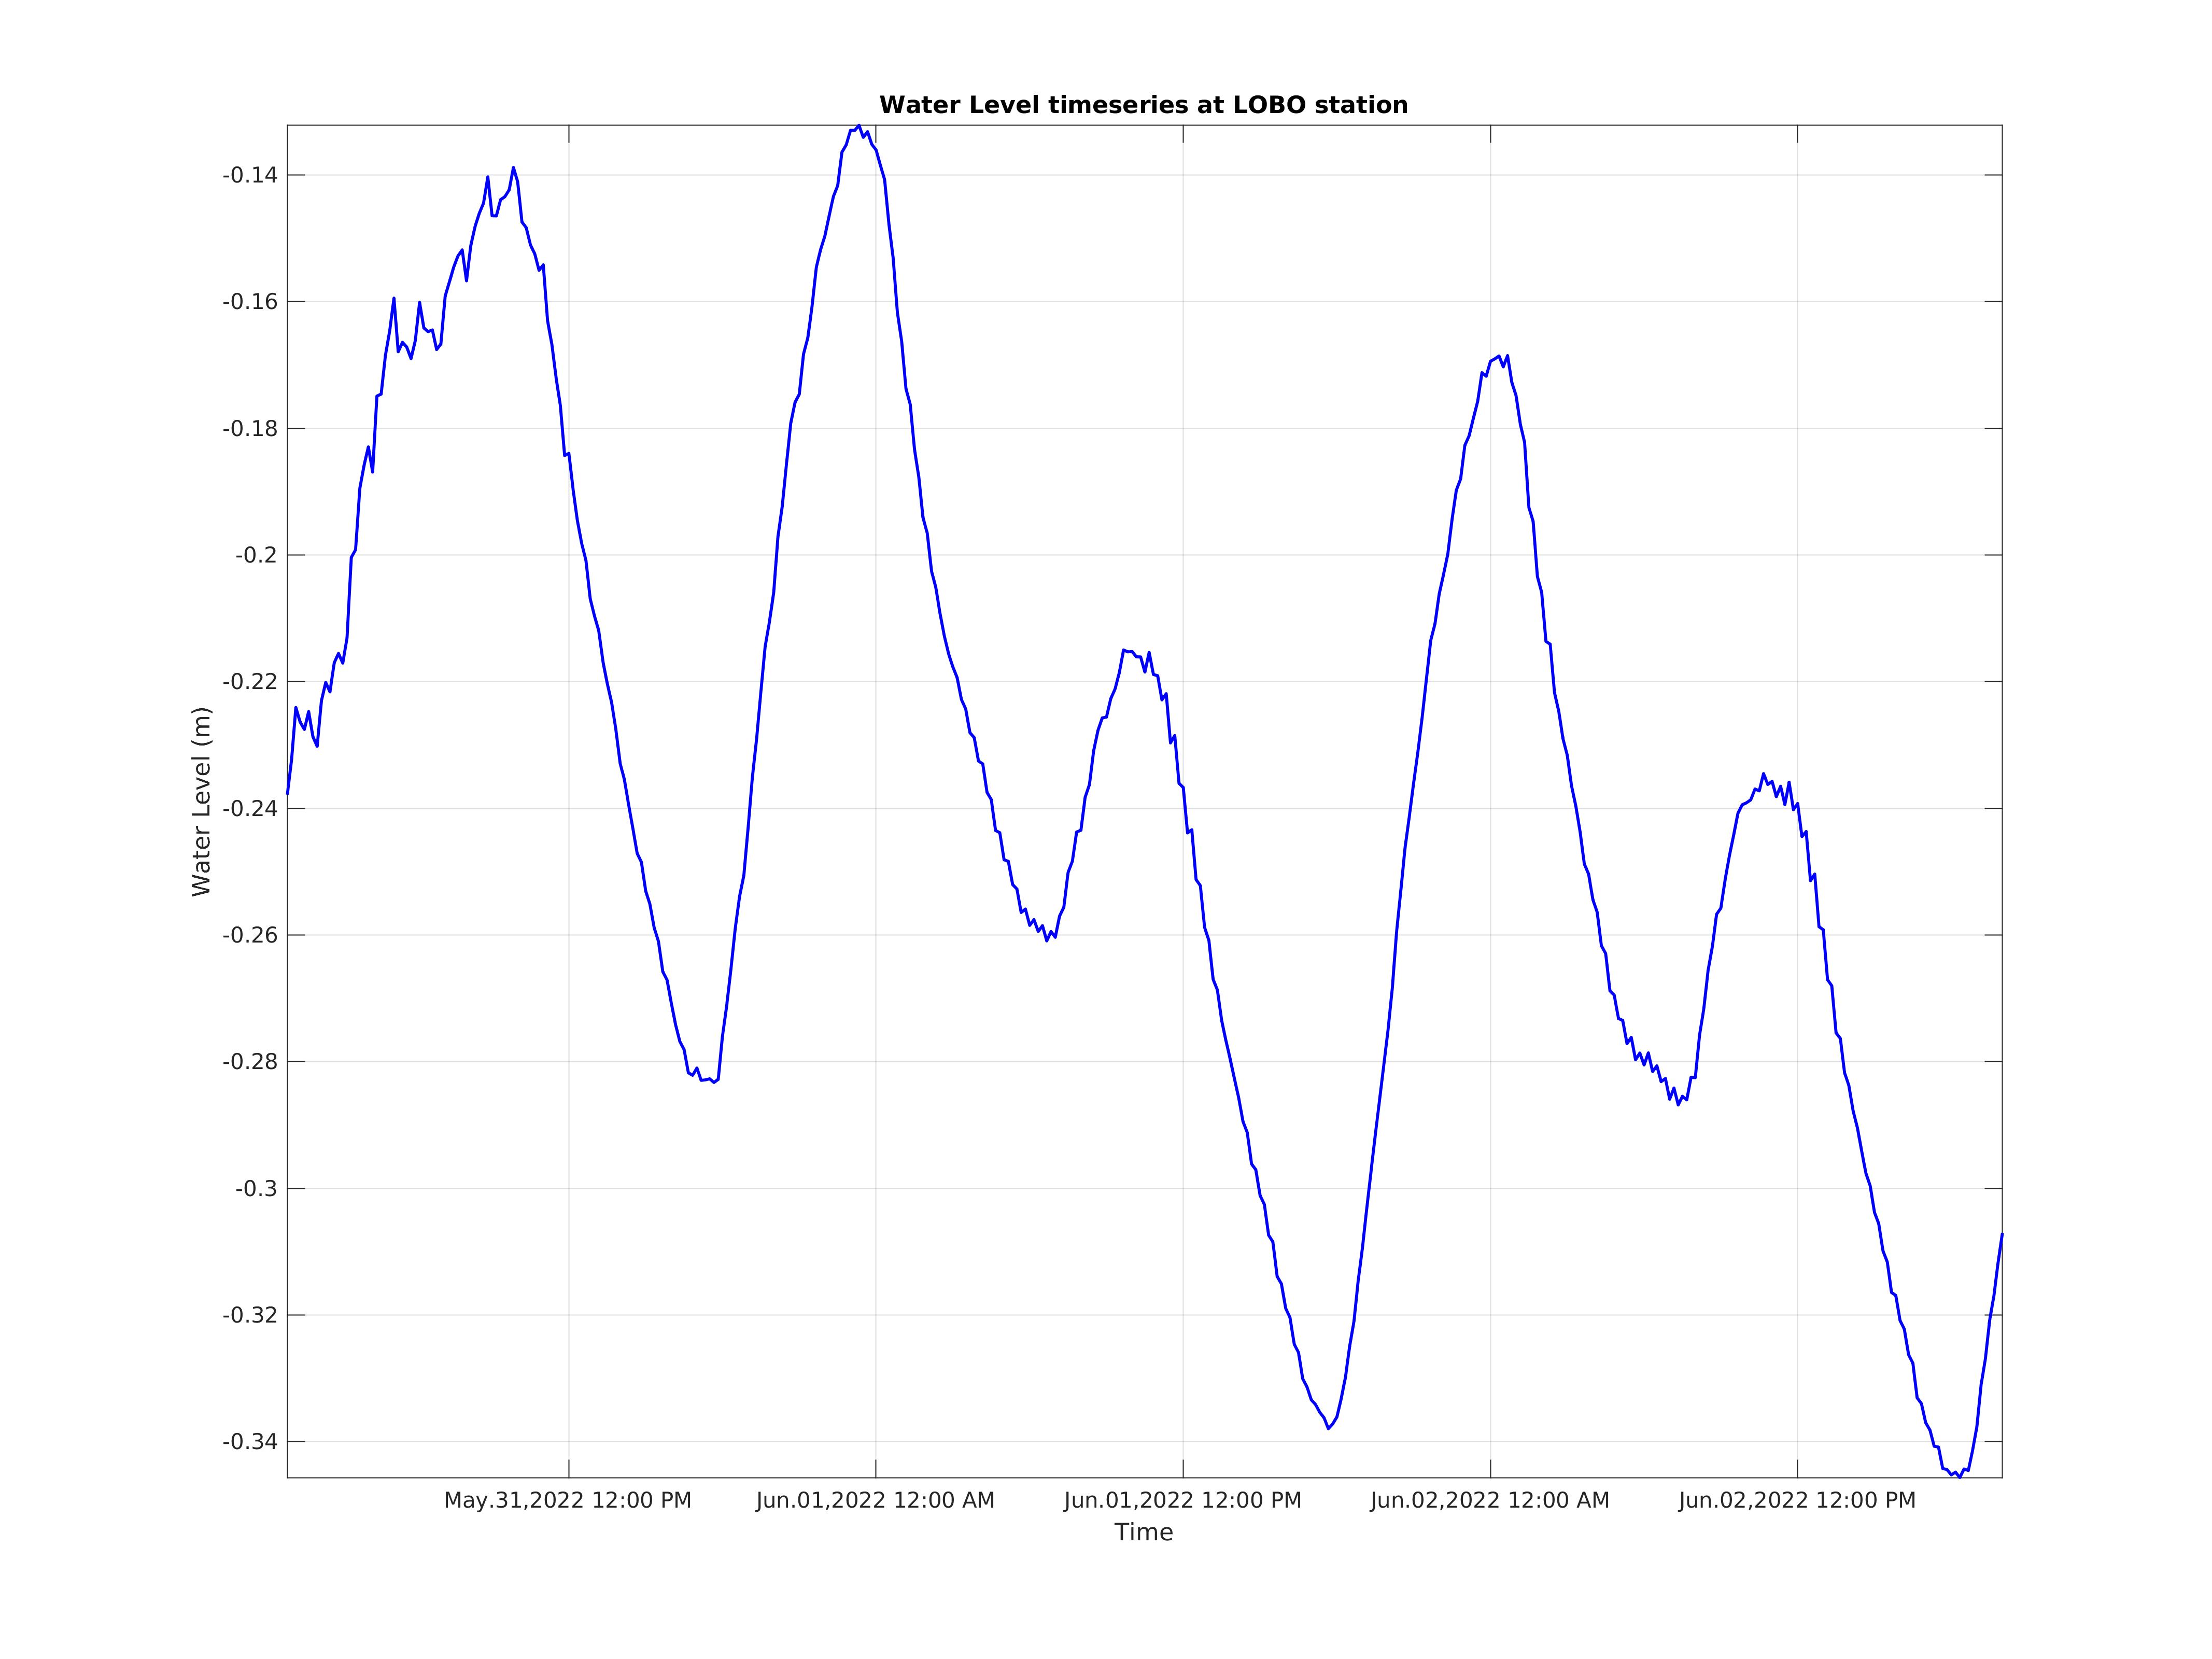 Water Level timeseries at LOBO station
-0.14
-0.16
-0.18
-0.2
-0.22
-0.24
-0.26
-0.28
-0.3
-0.32
-0.34
Water Level (m)
May.31,2022 12:00 PM
Jun.01,2022 12:00 AM
Jun.01,2022 12:00 PM
Jun.02,2022 12:00 AM
Jun.02,2022 12:00 PM
Time